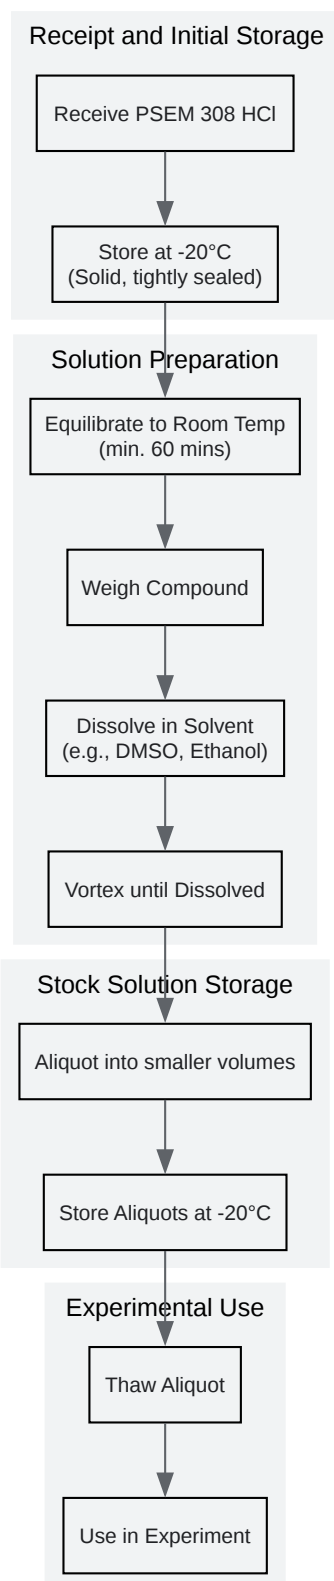 Receipt and Initial Storage
Receive PSEM 308 HCl
Store at -20°C
(Solid, tightly sealed)
Solution Preparation
Equilibrate to Room Temp
(min. 60 mins)
Weigh Compound
Dissolve in Solvent
(e.g., DMSO, Ethanol)
Vortex until Dissolved
Stock Solution Storage
Aliquot into smaller volumes
Store Aliquots at -20°C
Experimental Use
Thaw Aliquot
Use in Experiment